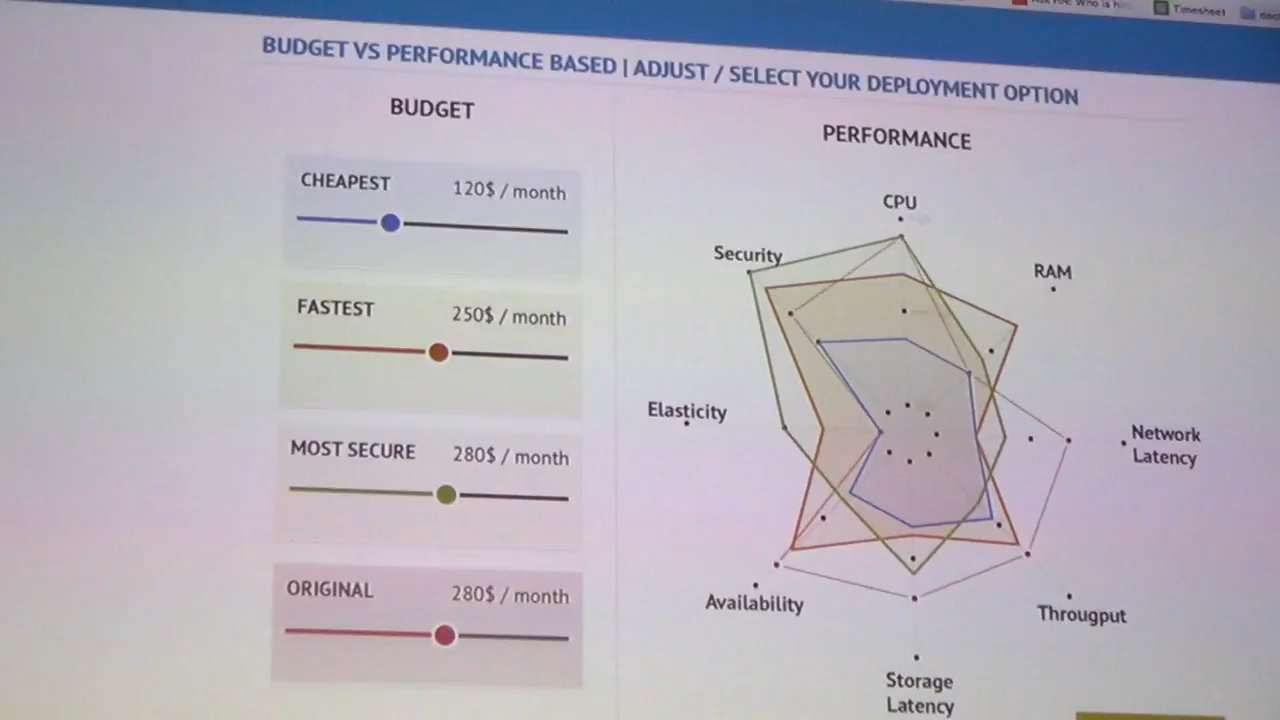 Timesheet
BUDGET VS PERFORMANCE BASED | ADJUST / SELECT YOUR DEPLOYMENT OPTION
BUDGET
PERFORMANCE
CHEAPEST 120$ / month
FASTEST 250$ / month
MOST SECURE 280$ / month
ORIGINAL 280$ / month
CPU
Security
RAM
Elasticity
Network
Latency
Availability
Througput
Storage
Latency